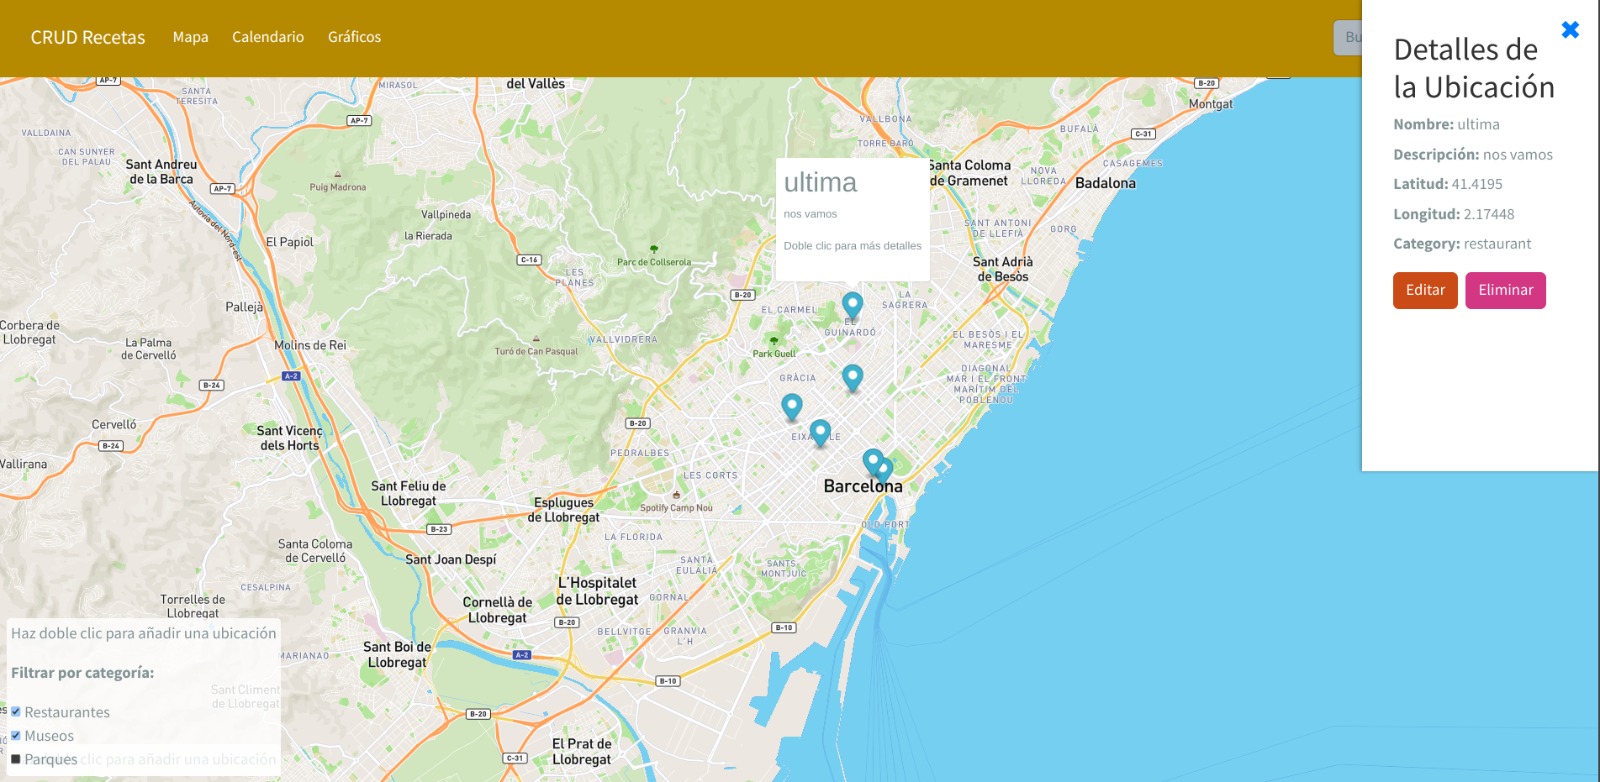 CRUD Recetas Mapa Calendario Gráficos Bu
Detalles de
la Ubicación
Nombre: ultima
Descripción: nos vamos
Latitud: 41.4195
Longitud: 2.17448
Category: restaurant
Editar Eliminar
ultima
nos vamos
Doble clic para más detalles
AP-7
SANTA
TERESITA
MIRASOL
del Vallès
B-20
Montgat
VALLDAINA
AP-7
VALLBONA
BUFALÀ
C-31
CAN SUNYER
DEL PALAU
TORRE BARÓ
Sant Andreu
de la Barca
Santa Coloma
de Gramenet
CASAGEMES
NOVA
LLOREDA
Badalona
AP-7
Puig Madrona
Autovia del Nord-est
Vallpineda
la Rierada
SANT ANTONI
DE LLEFIÀ
GORG
El Papiol
C-16
Parc de Collserola
LES
PLANES
Sant Adrià
de Besòs
B-20
Pallejà
EL CARMEL
LA
SAGRERA
Corbera de
Llobregat
EL
GUINARDÓ
La Palma
de Cervelló
Molins de Rei
Turó de Can Pasqual
VALLVIDRERA
Park Güell
EL BESÒS I EL
MARESME
A-2
B-24
GRÀCIA
DIAGONAL
MAR I EL FRONT
MARÍTIM DEL
POBLENOU
Cervelló
B-24
Sant Vicenç
dels Horts
B-20
EIXAMPLE
Vallirana
PEDRALBES
LES CORTS
Barcelona
Sant Feliu de
Llobregat
Esplugues
de Llobregat
Spotify Camp Nou
OLD PORT
B-23
LA FLORIDA
Santa Coloma
de Cervelló
Sant Joan Despí
SANTA
EULÀLIA
SANTS-
MONTJUÏC
CESALPINA
L'Hospitalet
de Llobregat
GORNAL
Torrelles de
Llobregat
Cornellà de
Llobregat
B-20
BELLVITGE
GRANVIA
L'H
B-10
Sant Boi de
Llobregat
MARIANAO
A-2
B-10
Sant Climent
de Llobregat
B-20
El Prat de
Llobregat
C-31
Haz doble clic para añadir una ubicación
Filtrar por categoría:
Restaurantes
Museos
Parques
clic para añadir una ubicación